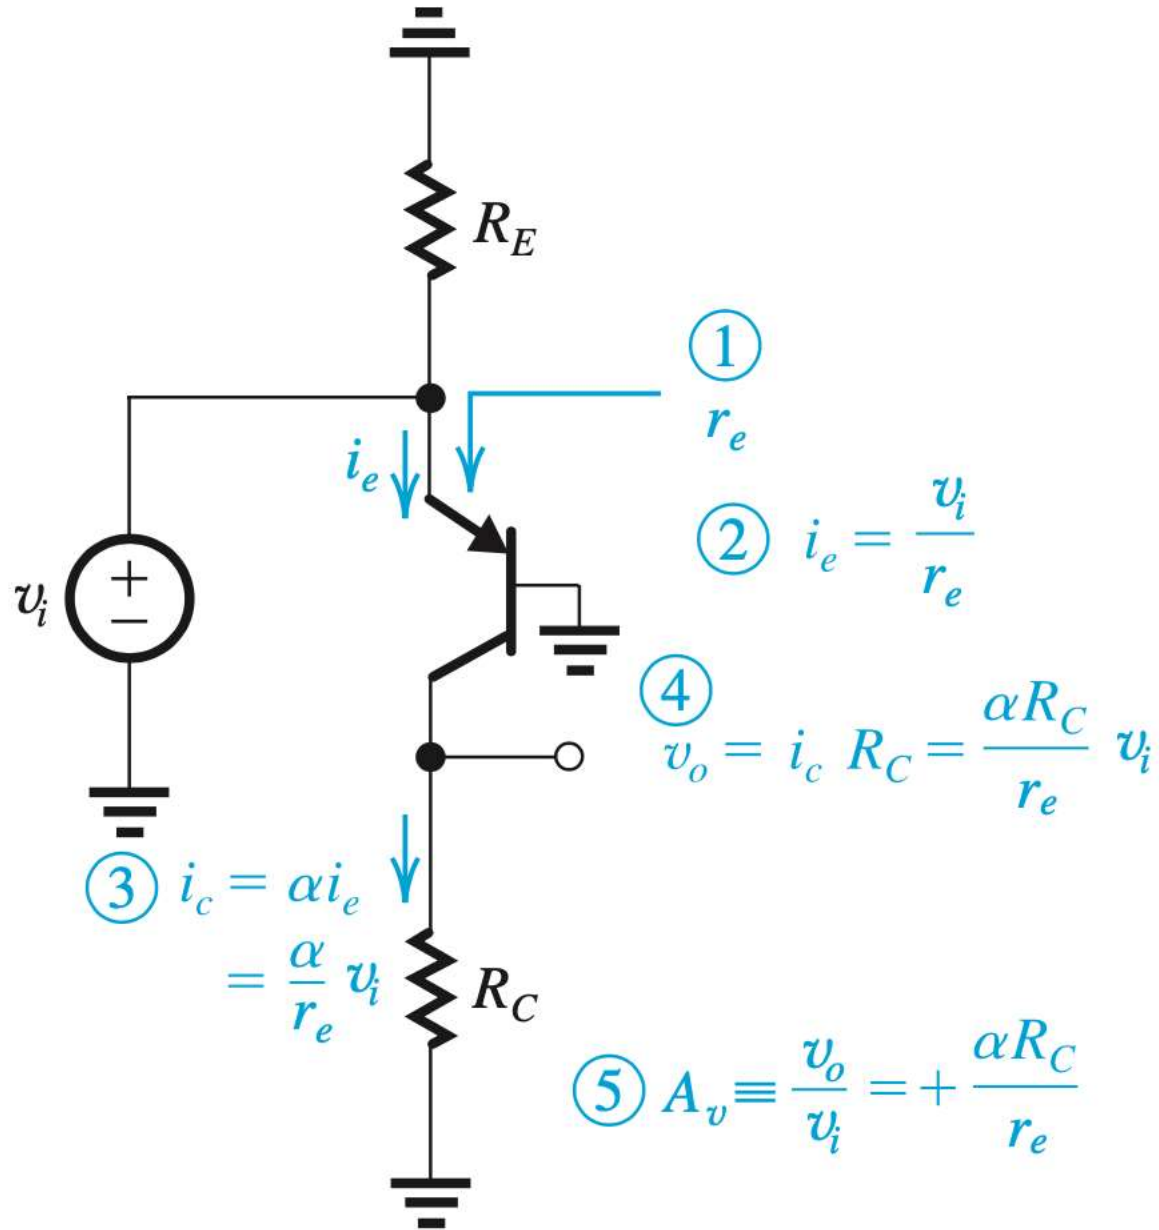 R_E
①
r_e
i_e
② i_e = v_i / r_e
+
v_i
−
④
v_o = i_c R_C = αR_C / r_e v_i
③ i_c = αi_e
= α / r_e v_i
R_C
⑤ A_v ≡ v_o / v_i = + αR_C / r_e